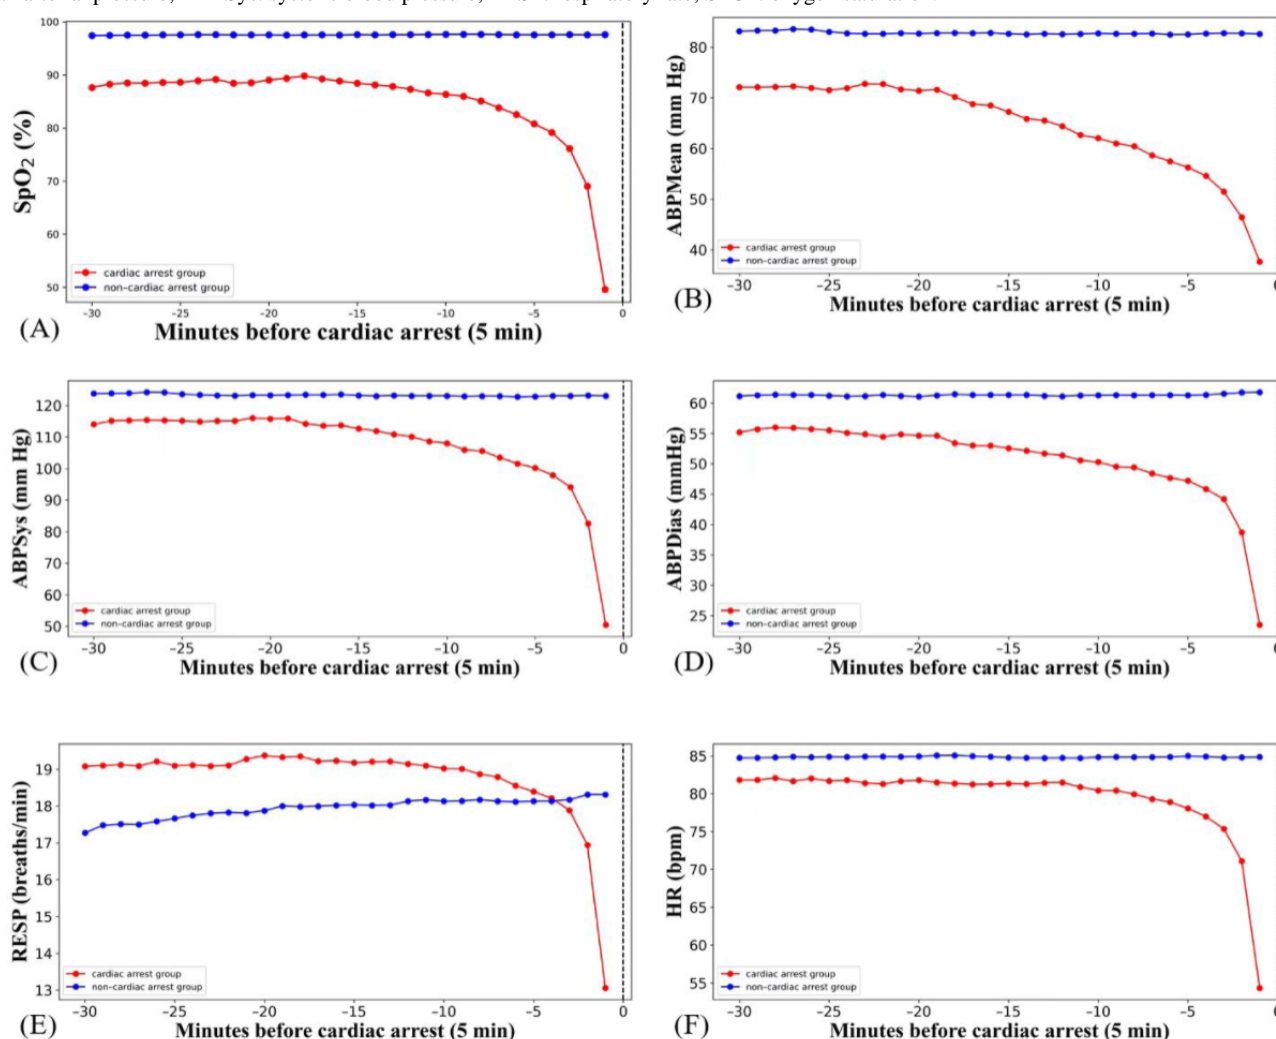 SpO2 (%)
100
90
80
70
60
50
cardiac arrest group
non-cardiac arrest group
-30
-25
-20
-15
-10
-5
0
(A)
Minutes before cardiac arrest (5 min)
ABPMean (mm Hg)
80
70
60
50
40
cardiac arrest group
non-cardiac arrest group
-30
-25
-20
-15
-10
-5
(B)
Minutes before cardiac arrest (5 min)
ABPSys (mm Hg)
120
110
100
90
80
70
60
50
cardiac arrest group
non-cardiac arrest group
-30
-25
-20
-15
-10
-5
0
(C)
Minutes before cardiac arrest (5 min)
ABPDias (mmHg)
60
55
50
45
40
35
30
25
cardiac arrest group
non-cardiac arrest group
-30
-25
-20
-15
-10
-5
(D)
Minutes before cardiac arrest (5 min)
RESP (breaths/min)
19
18
17
16
15
14
13
cardiac arrest group
non-cardiac arrest group
-30
-25
-20
-15
-10
-5
0
(E)
Minutes before cardiac arrest (5 min)
HR (bpm)
85
80
75
70
65
60
55
cardiac arrest group
non-cardiac arrest group
-30
-25
-20
-15
-10
-5
(F)
Minutes before cardiac arrest (5 min)